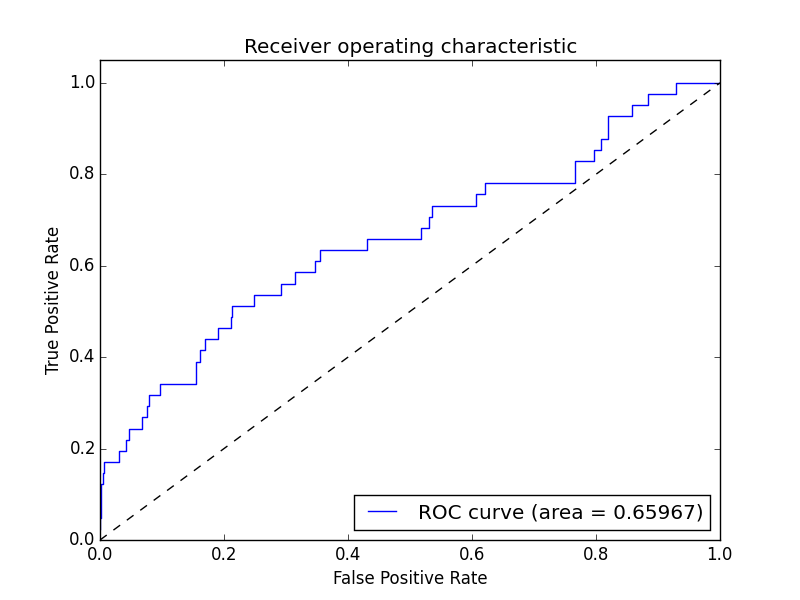 Receiver operating characteristic
1.0
0.8
0.6
0.4
0.2
0.0
True Positive Rate
ROC curve (area = 0.65967)
0.0 0.2 0.4 0.6 0.8 1.0
False Positive Rate